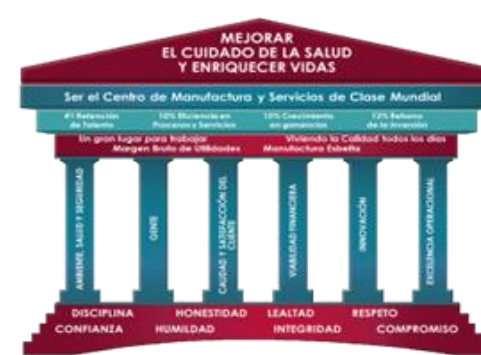 MEJORAR
EL CUIDADO DE LA SALUD
Y ENRIQUECER VIDAS
Ser el Centro de Manufactura y Servicios de Clase Mundial
#1 Retención
de Talento
10% Eficiencia en
Procesos y Servicios
15% Crecimiento
en ganancias
12% Retorno
de la Inversión
Un gran lugar para trabajar
Viviendo la Calidad todos los días
Margen Bruto de Utilidades
Manufactura Esbelta
AMBIENTE, SALUD Y SEGURIDAD
GENTE
CALIDAD Y SATISFACCIÓN DEL
CLIENTE
VIABILIDAD FINANCIERA
INNOVACIÓN
EXCELENCIA OPERACIONAL
DISCIPLINA HONESTIDAD LEALTAD RESPETO
CONFIANZA HUMILDAD INTEGRIDAD COMPROMISO